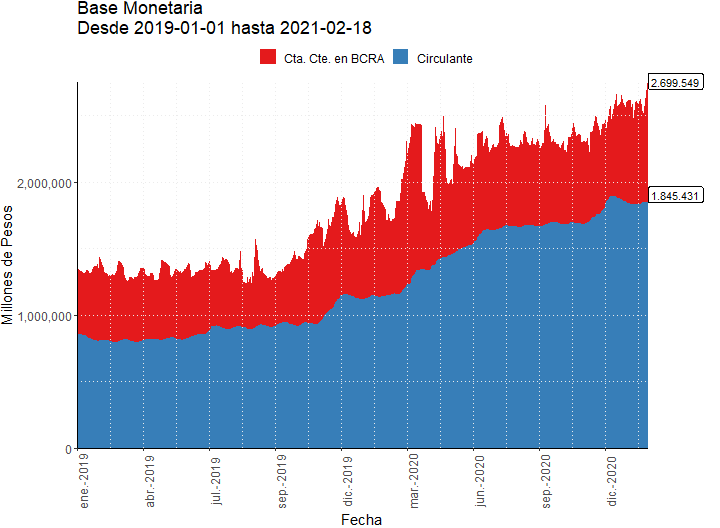 Base Monetaria
Desde 2019-01-01 hasta 2021-02-18
Cta. Cte. en BCRA
Circulante
2.699.549
2,000,000
1.845.431
1,000,000
0
Millones de Pesos
ene.-2019
abr.-2019
jul.-2019
sep.-2019
dic.-2019
mar.-2020
jun.-2020
sep.-2020
dic.-2020
Fecha